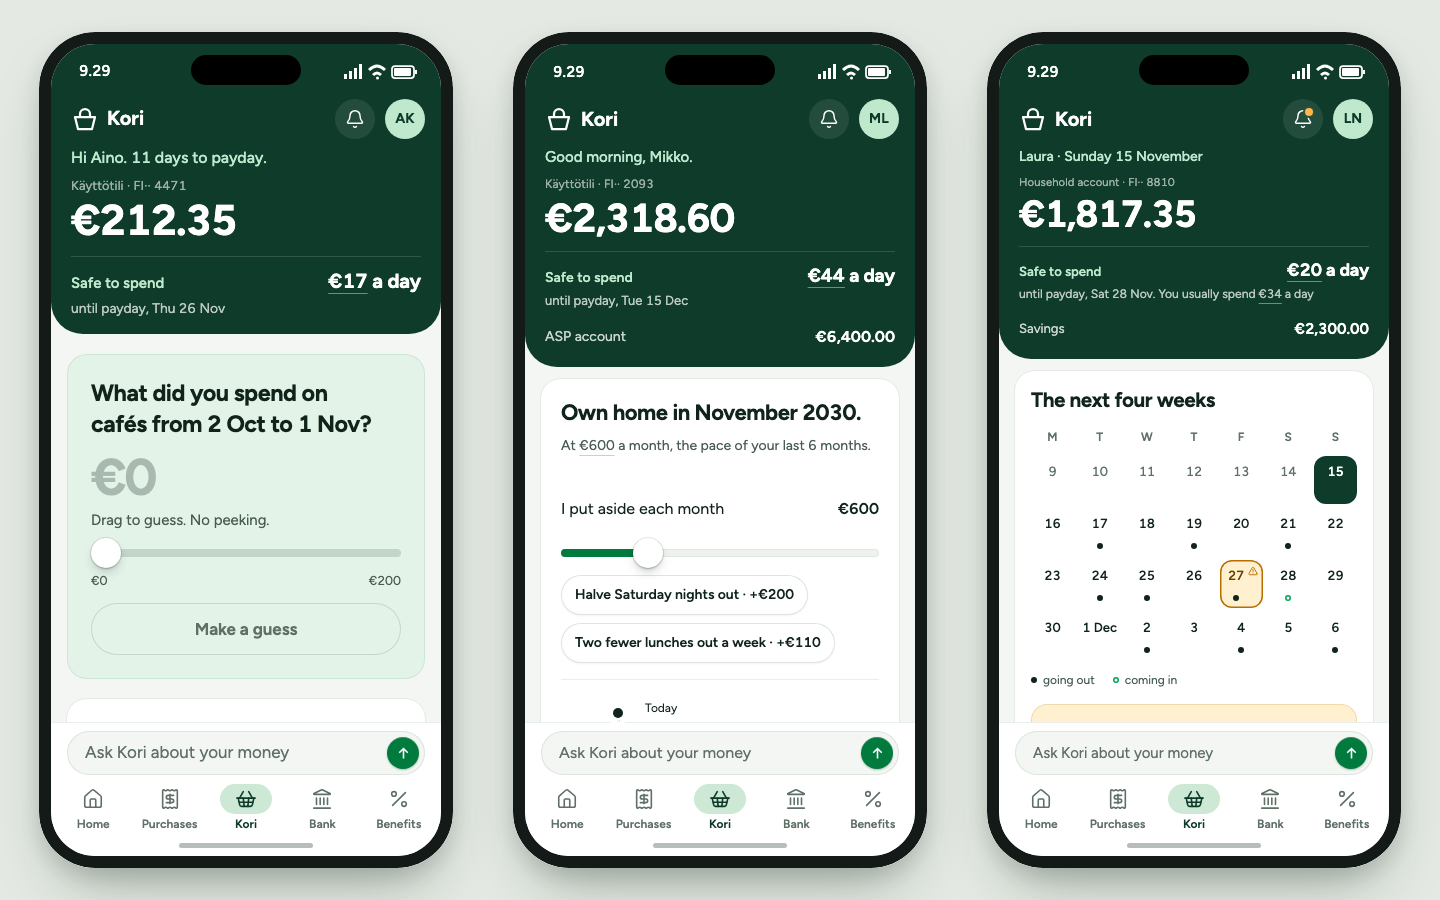 9.29
Kori
AK
Hi Aino. 11 days to payday.
Käyttötili · FI·· 4471
€212.35
Safe to spend
€17 a day
until payday, Thu 26 Nov
What did you spend on
cafés from 2 Oct to 1 Nov?
€0
Drag to guess. No peeking.
€0
€200
Make a guess
Ask Kori about your money
Home
Purchases
Kori
Bank
Benefits
9.29
Kori
ML
Good morning, Mikko.
Käyttötili · FI·· 2093
€2,318.60
Safe to spend
€44 a day
until payday, Tue 15 Dec
ASP account
€6,400.00
Own home in November 2030.
At €600 a month, the pace of your last 6 months.
I put aside each month
€600
Halve Saturday nights out · +€200
Two fewer lunches out a week · +€110
Today
Ask Kori about your money
Home
Purchases
Kori
Bank
Benefits
9.29
Kori
LN
Laura · Sunday 15 November
Household account · FI·· 8810
€1,817.35
Safe to spend
€20 a day
until payday, Sat 28 Nov. You usually spend €34 a day
Savings
€2,300.00
The next four weeks
M T W T F S S
9 10 11 12 13 14 15
16 17 18 19 20 21 22
23 24 25 26 27 28 29
30 1 Dec 2 3 4 5 6
going out
coming in
Ask Kori about your money
Home
Purchases
Kori
Bank
Benefits